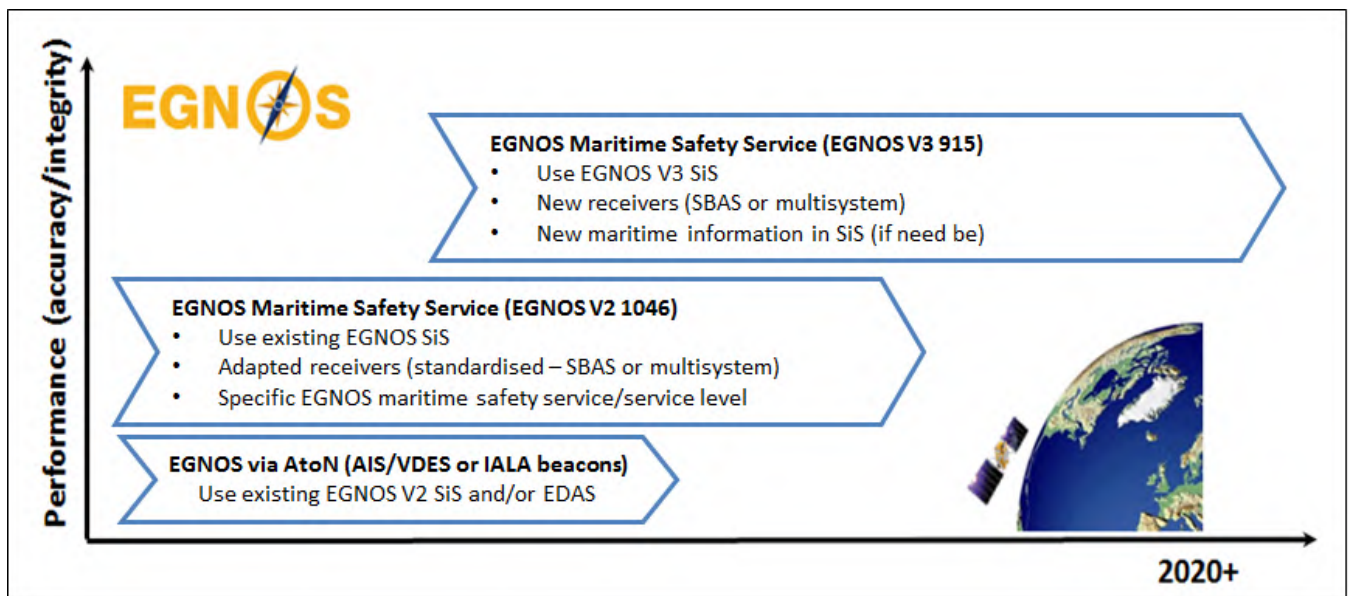 EGNOS
EGNOS Maritime Safety Service (EGNOS V3 915)
• Use EGNOS V3 SiS
• New receivers (SBAS or multisystem)
• New maritime information in SiS (if need be)
EGNOS Maritime Safety Service (EGNOS V2 1046)
• Use existing EGNOS SiS
• Adapted receivers (standardised – SBAS or multisystem)
• Specific EGNOS maritime safety service/service level
EGNOS via AtoN (AIS/VDES or IALA beacons)
Use existing EGNOS V2 SiS and/or EDAS
Performance (accuracy/integrity)
2020+